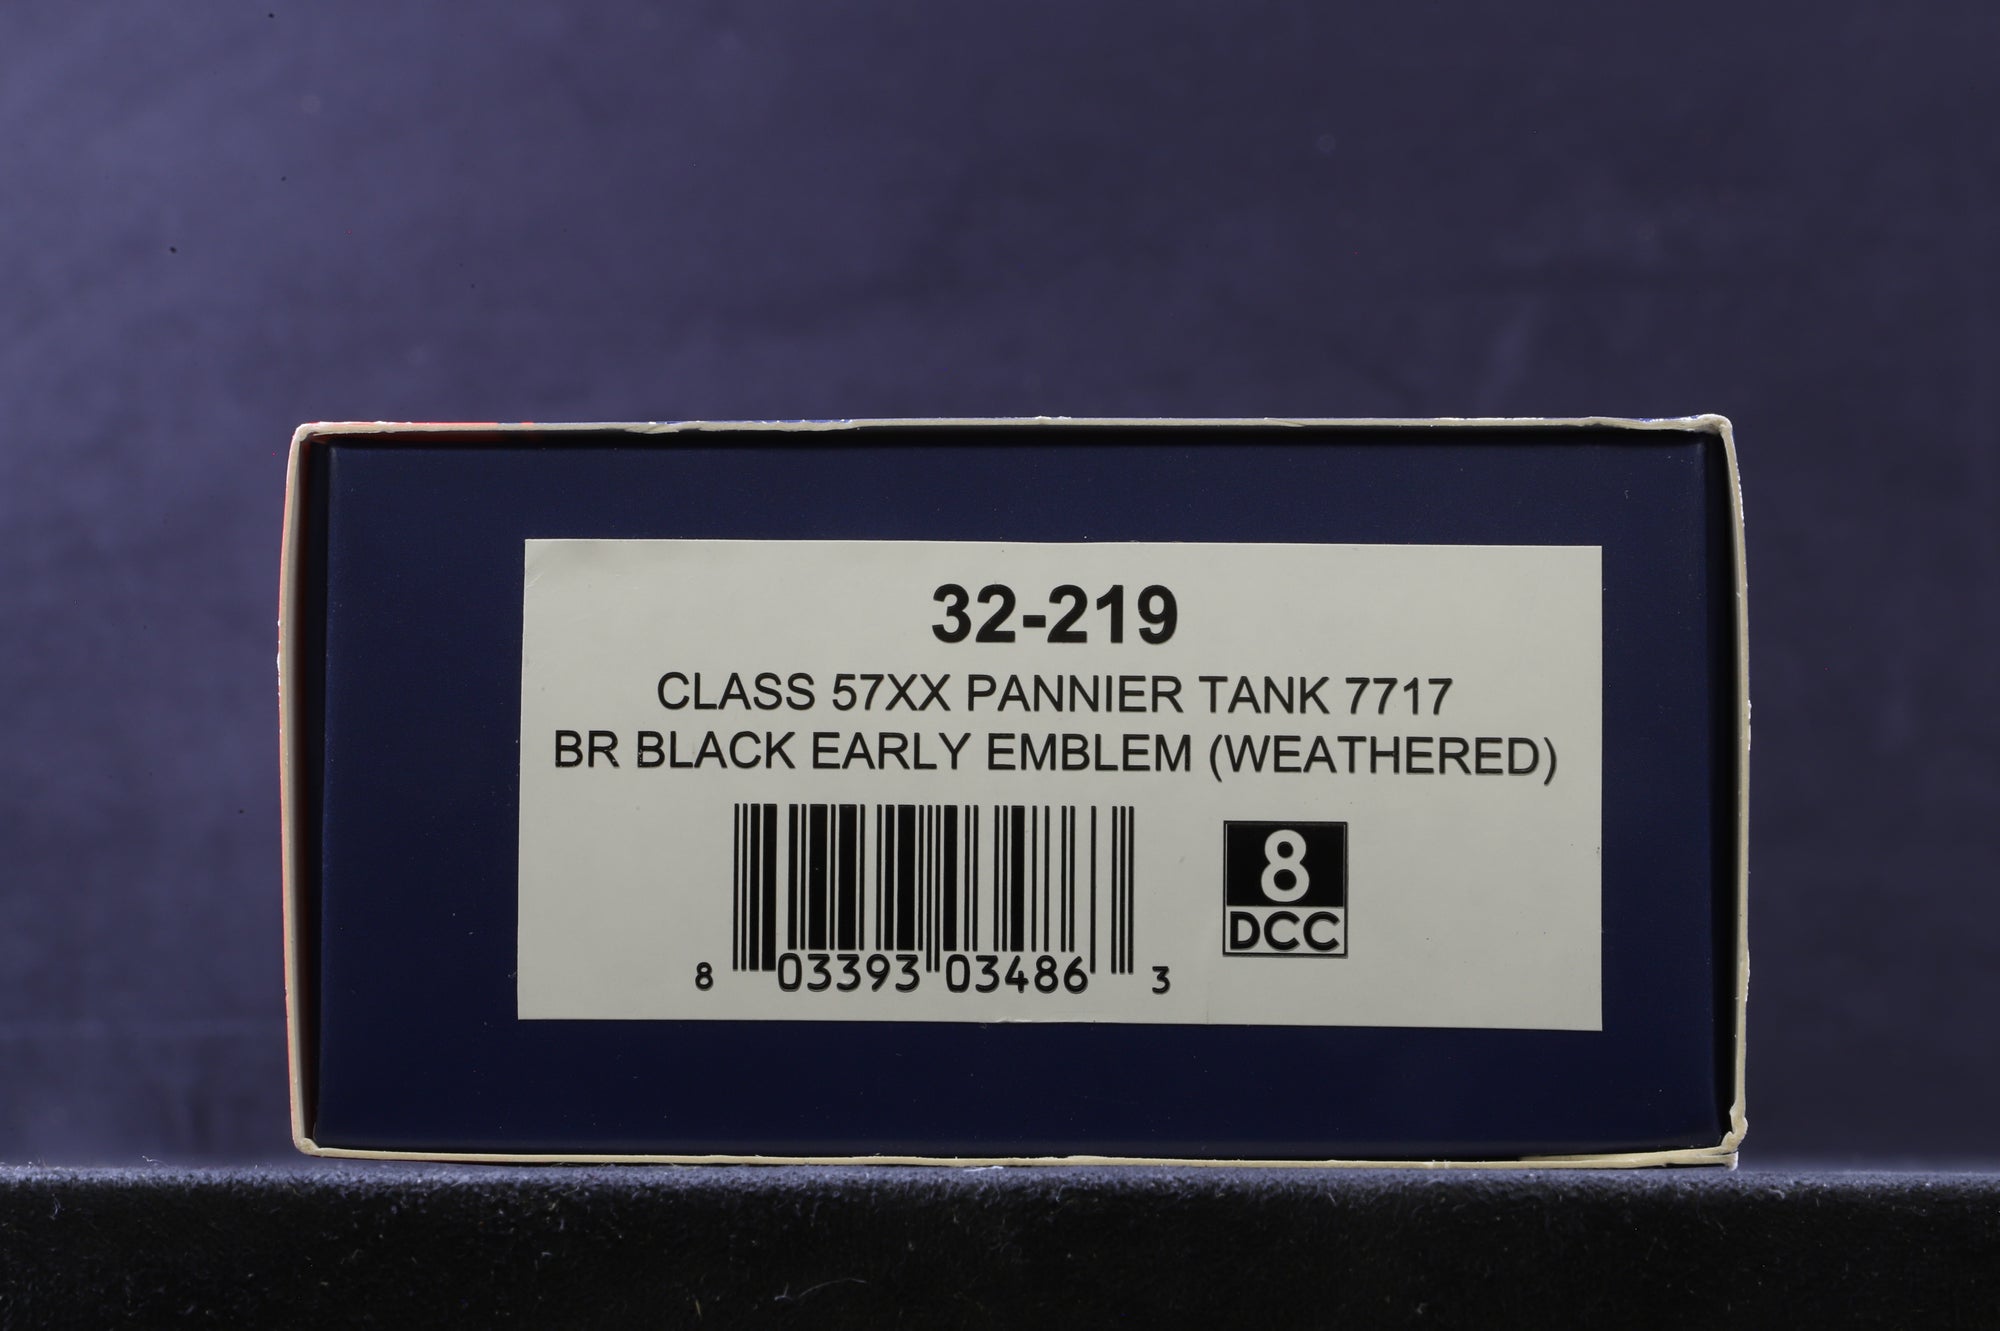 32-219
CLASS 57XX PANNIER TANK 7717
BR BLACK EARLY EMBLEM (WEATHERED)
8 03393 03486 3
8
DCC